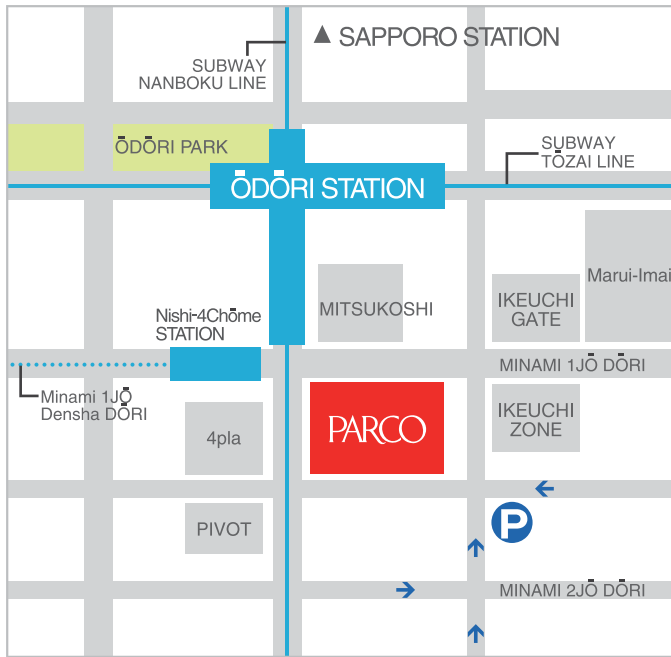 ▲ SAPPORO STATION
SUBWAY
NANBOKU LINE
ŌDŌRI PARK
SUBWAY
TŌZAI LINE
ŌDŌRI STATION
Marui-Imai
MITSUKOSHI
IKEUCHI
GATE
Nishi-4Chōme
STATION
MINAMI 1JŌ DŌRI
Minami 1JŌ
Densha DŌRI
4pla
PARCO
IKEUCHI
ZONE
PIVOT
P
MINAMI 2JŌ DŌRI